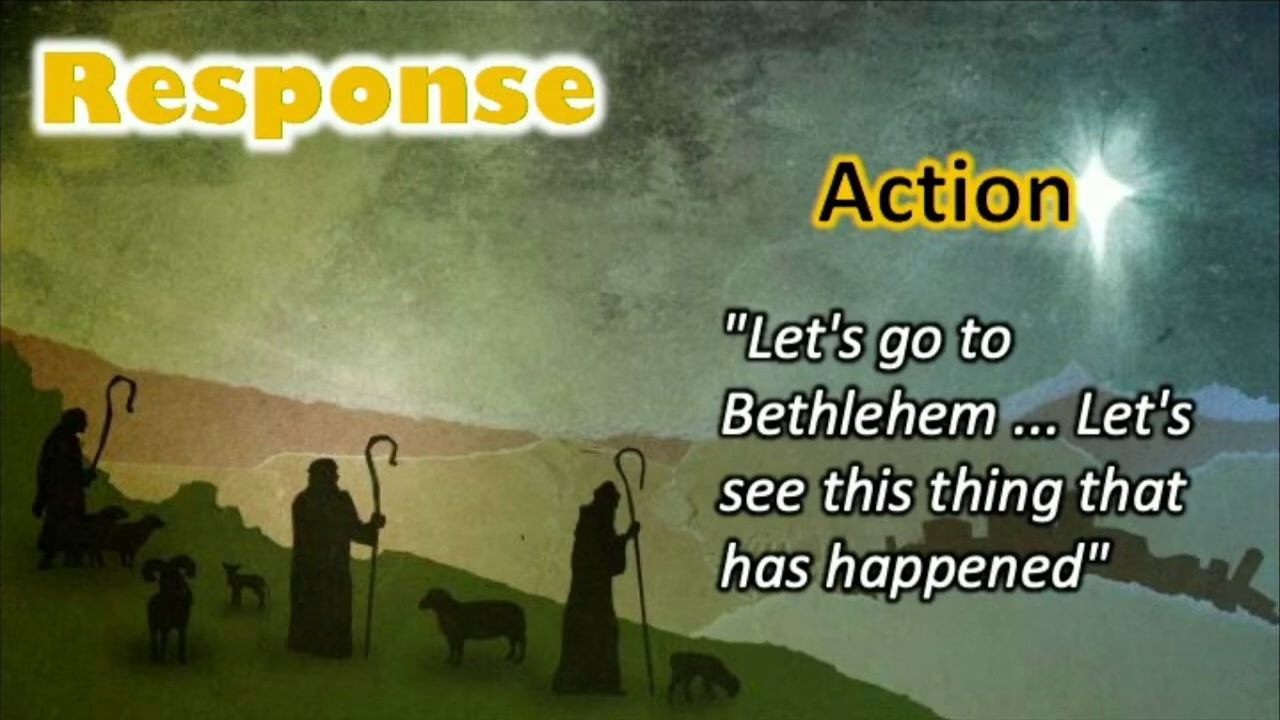 Response
Action
"Let's go to
Bethlehem ... Let's
see this thing that
has happened"